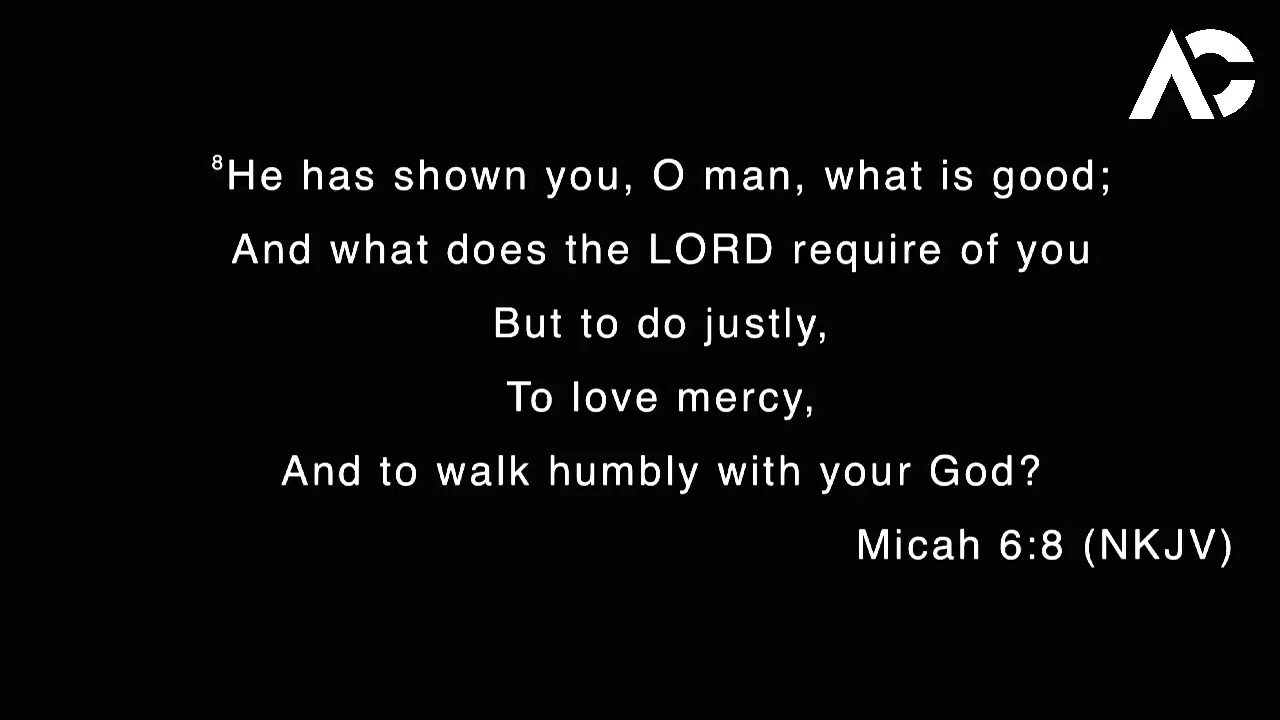 AC
⁸He has shown you, O man, what is good;
And what does the LORD require of you
But to do justly,
To love mercy,
And to walk humbly with your God?
Micah 6:8 (NKJV)